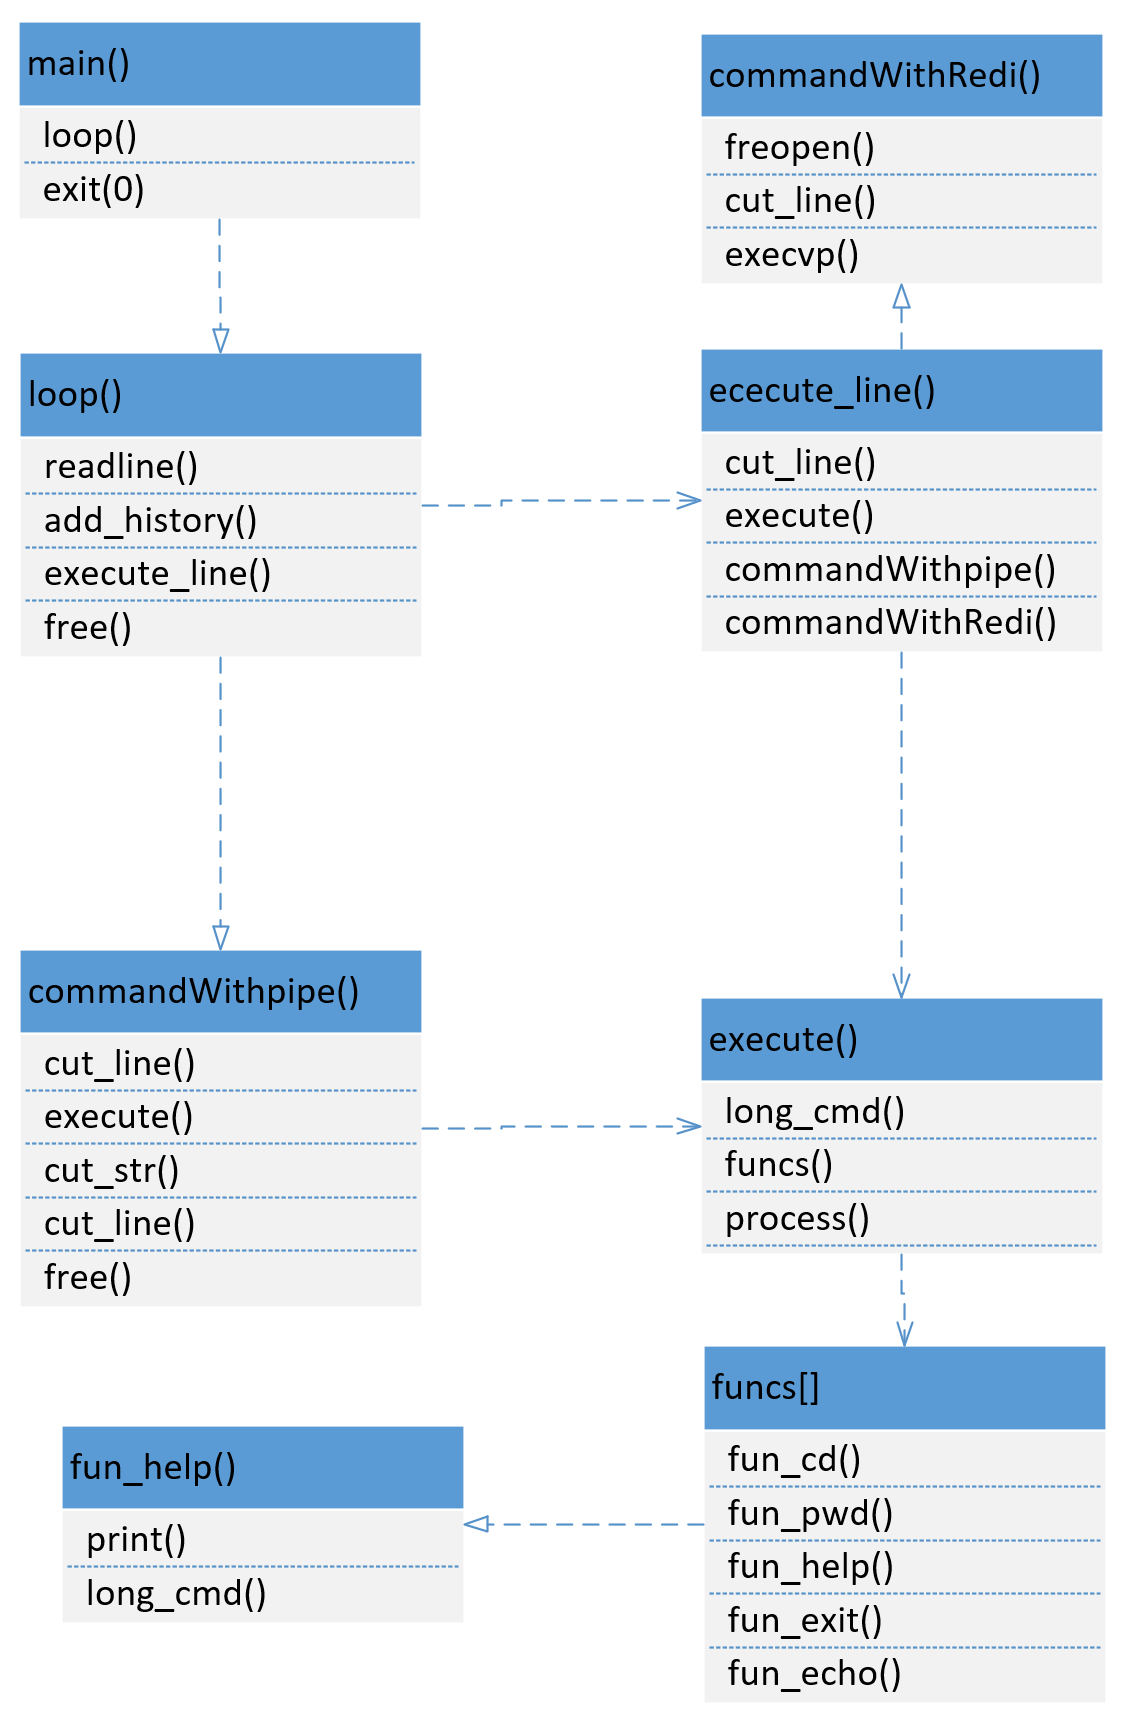 main()
loop()
exit(0)
commandWithRedi()
freopen()
cut_line()
execvp()
loop()
readline()
add_history()
execute_line()
free()
ececute_line()
cut_line()
execute()
commandWithpipe()
commandWithRedi()
commandWithpipe()
cut_line()
execute()
cut_str()
cut_line()
free()
execute()
long_cmd()
funcs()
process()
funcs[]
fun_cd()
fun_pwd()
fun_help()
fun_exit()
fun_echo()
fun_help()
print()
long_cmd()